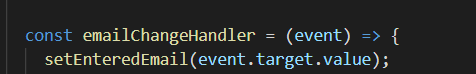 const emailChangeHandler = (event) => {
setEnteredEmail(event.target.value);